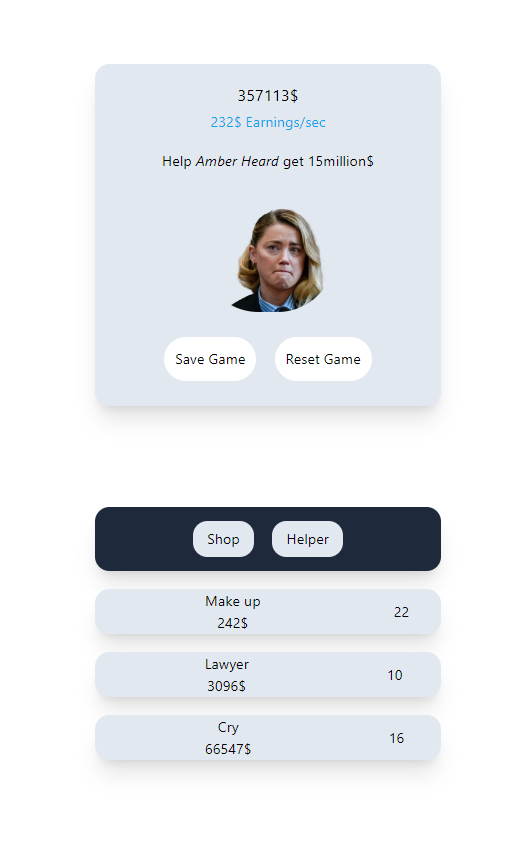 357113$
232$ Earnings/sec
Help Amber Heard get 15million$
Save Game Reset Game
Shop Helper
Make up
242$
22
Lawyer
3096$
10
Cry
66547$
16